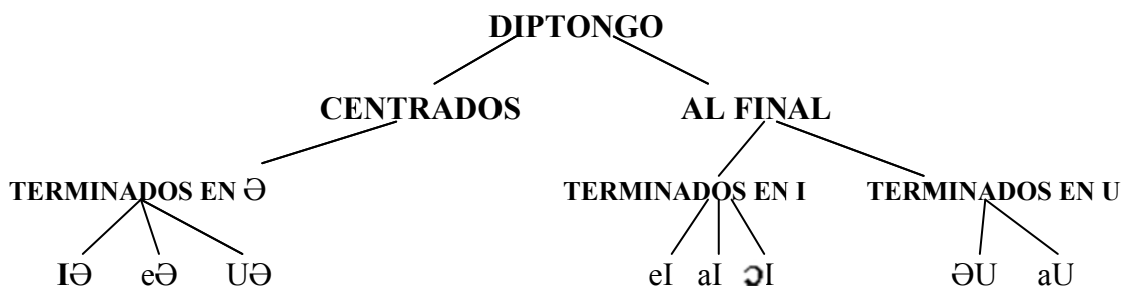 DIPTONGO
CENTRADOS AL FINAL
TERMINADOS EN Ə TERMINADOS EN I TERMINADOS EN U
IƏ eƏ UƏ eI aI ɔI ƏU aU